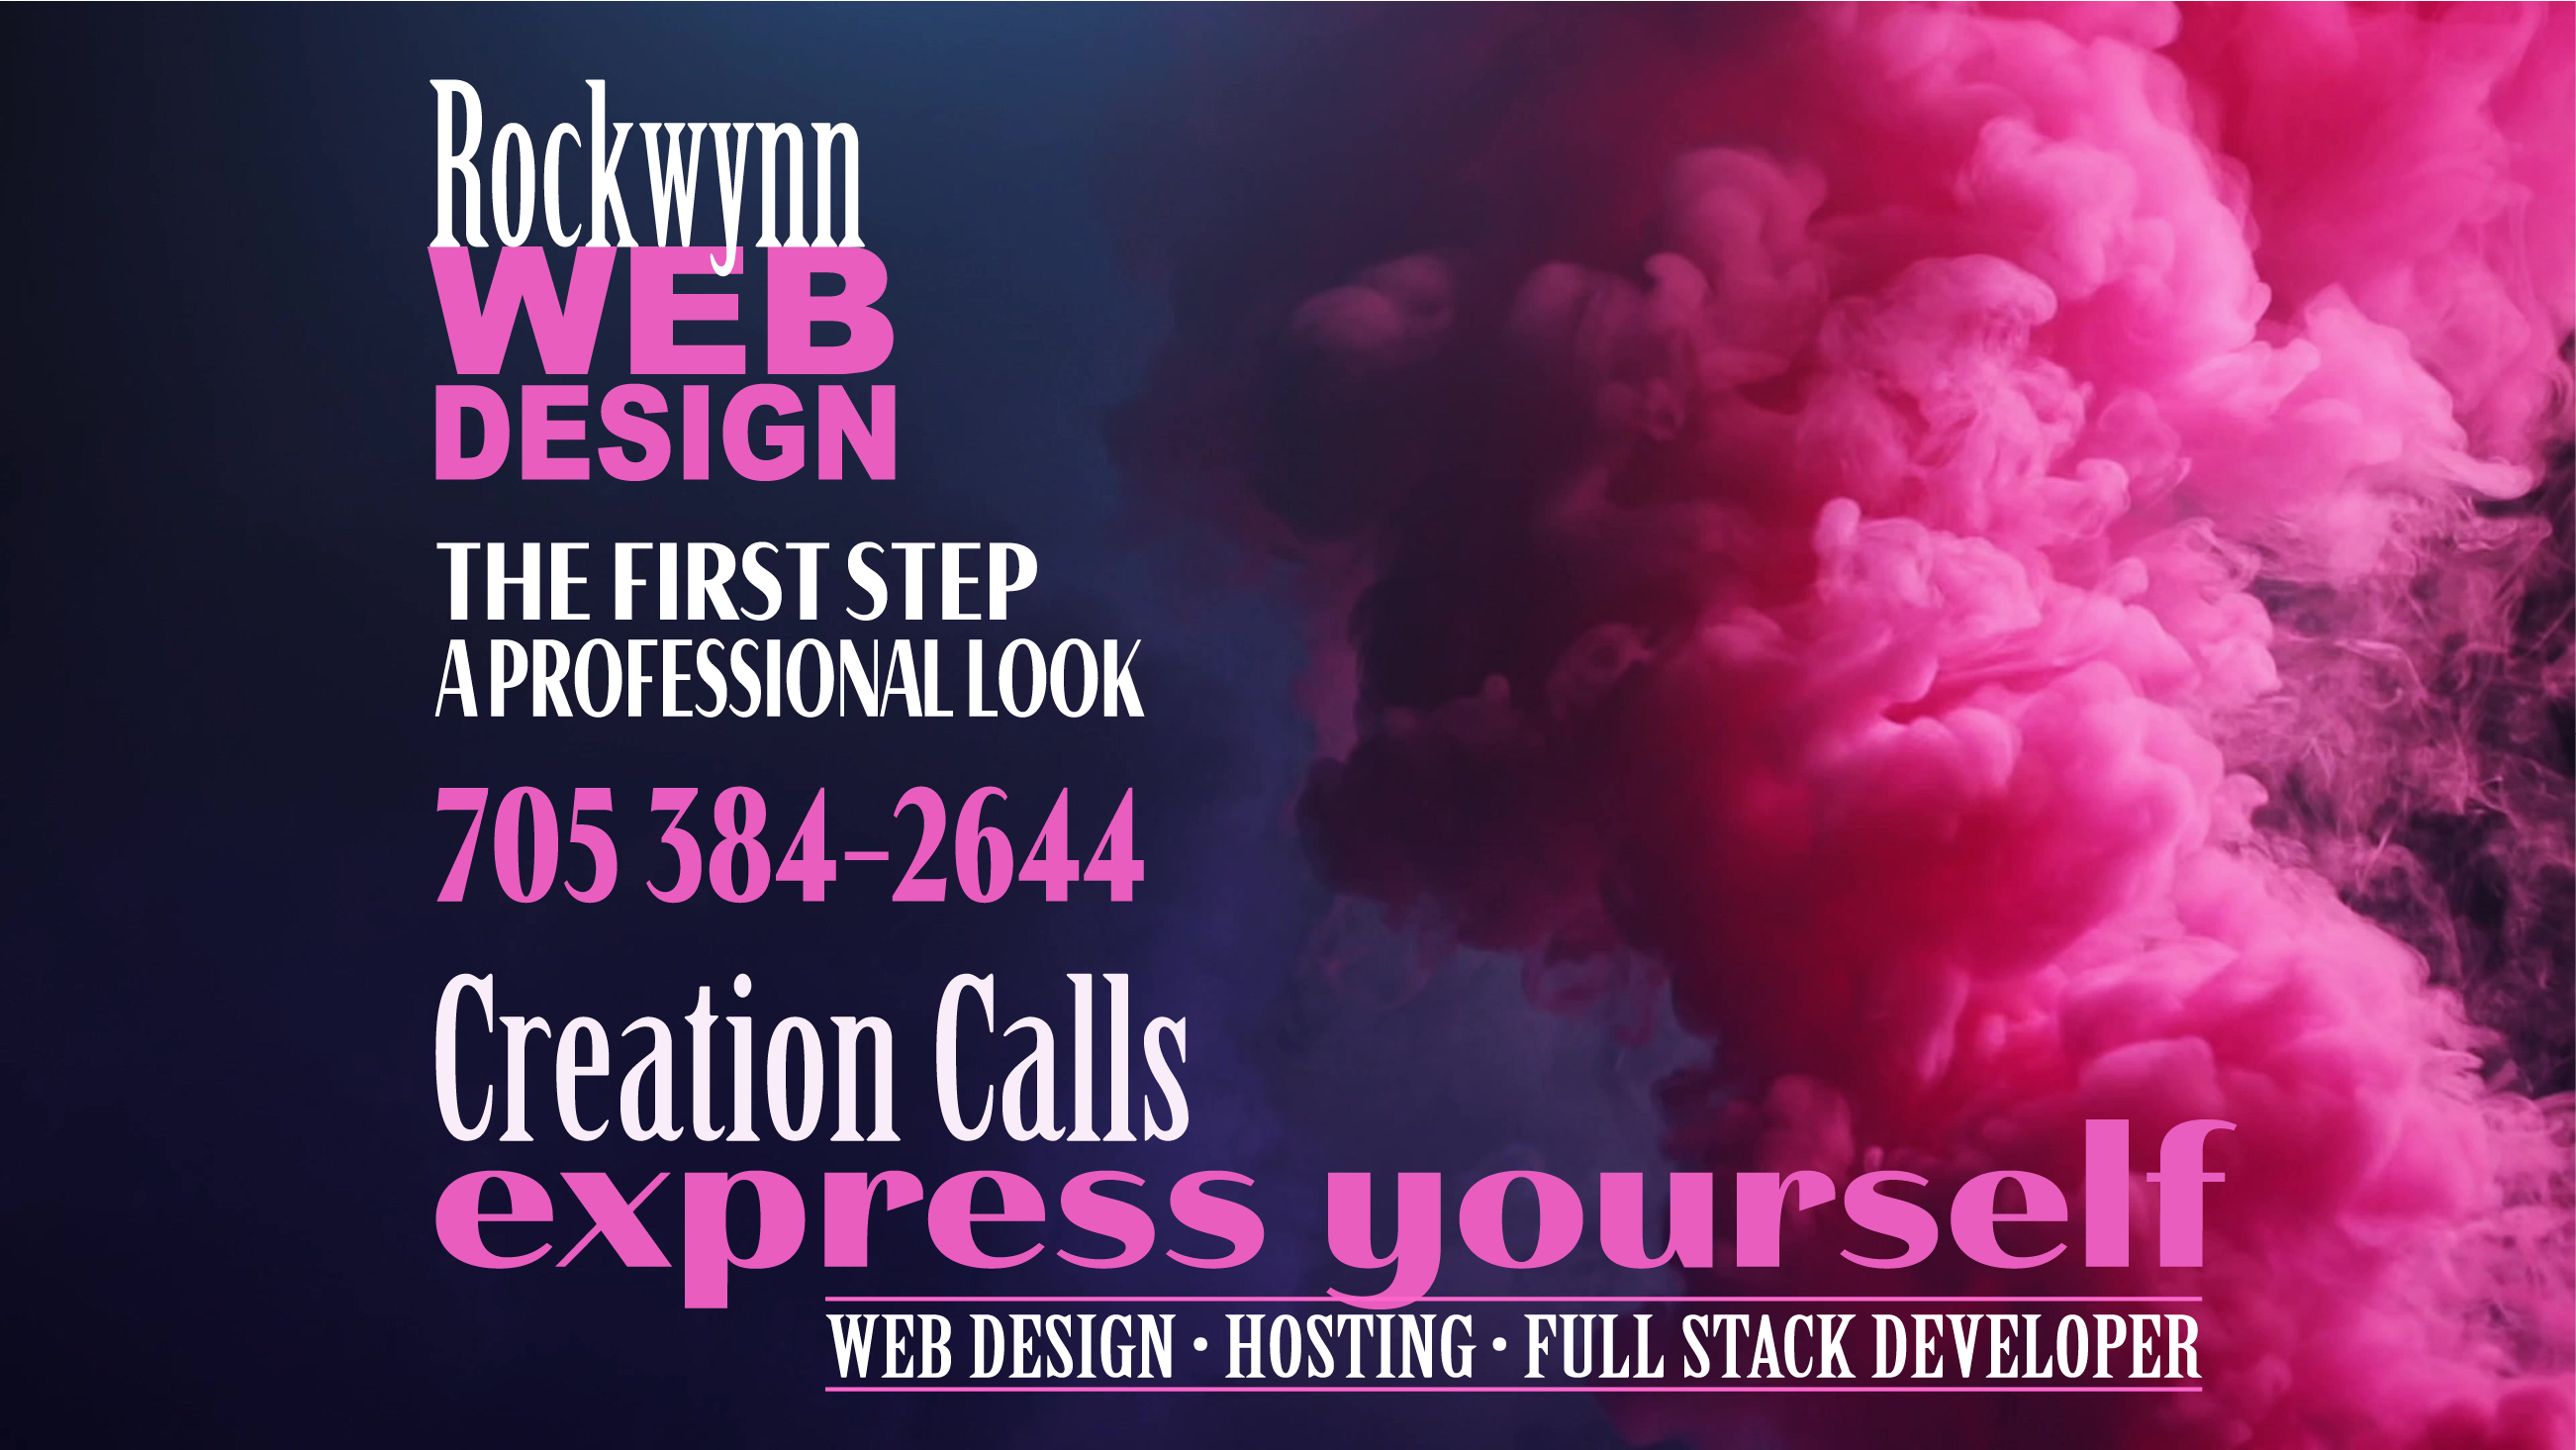 Rockwynn
WEB
DESIGN
THE FIRST STEP
A PROFESSIONAL LOOK
705 384-2644
Creation Calls
express yourself
WEB DESIGN • HOSTING • FULL STACK DEVELOPER